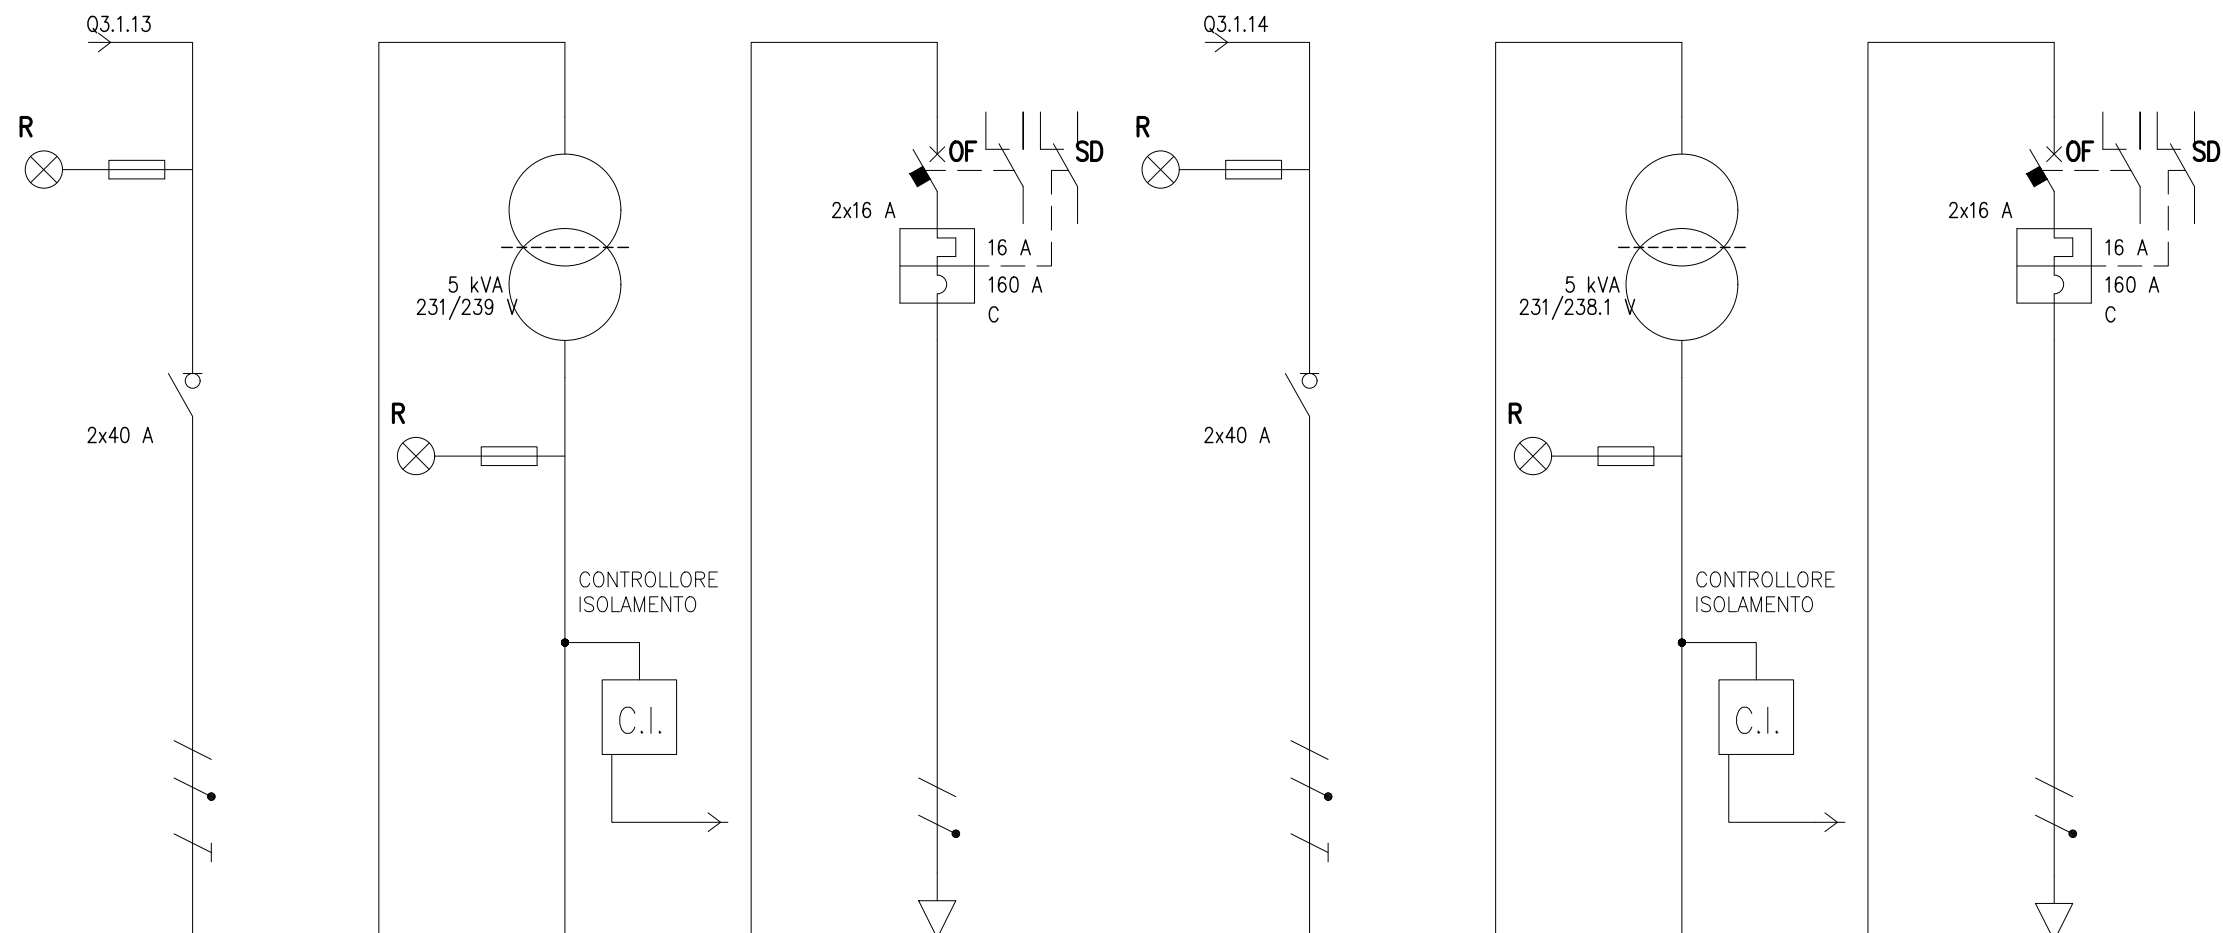 Q3.1.13
R
2x40 A
5 kVA
231/239 V
R
CONTROLLORE
ISOLAMENTO
C.I.
OF
SD
2x16 A
16 A
160 A
C
Q3.1.14
R
2x40 A
5 kVA
231/238.1 V
R
CONTROLLORE
ISOLAMENTO
C.I.
OF
SD
2x16 A
16 A
160 A
C